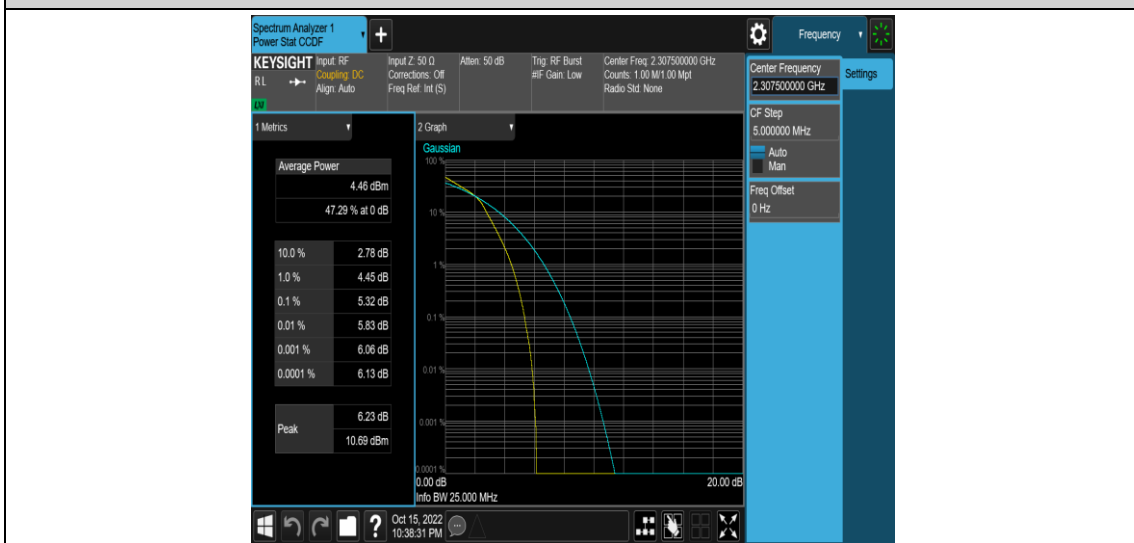 Spectrum Analyzer 1
Power Stat CCDF
+
Frequency
KEYSIGHT
RL
LXI
Input: RF
Coupling: DC
Align: Auto
Input Z: 50 Ω
Corrections: Off
Freq Ref: Int (S)
Atten: 50 dB
Trig: RF Burst
#IF Gain: Low
Center Freq: 2.307500000 GHz
Counts: 1.00 M/1.00 Mpt
Radio Std: None
Center Frequency
2.307500000 GHz
Settings
CF Step
5.000000 MHz
Auto
Man
Freq Offset
0 Hz
1 Metrics
Average Power
4.46 dBm
47.29 % at 0 dB
10.0 % 2.78 dB
1.0 % 4.45 dB
0.1 % 5.32 dB
0.01 % 5.83 dB
0.001 % 6.06 dB
0.0001 % 6.13 dB
Peak
6.23 dB
10.69 dBm
2 Graph
Gaussian
100 %
10 %
1 %
0.1 %
0.01 %
0.001 %
0.0001 %
0.00 dB 20.00 dB
Info BW 25.000 MHz
?
Oct 15, 2022
10:38:31 PM